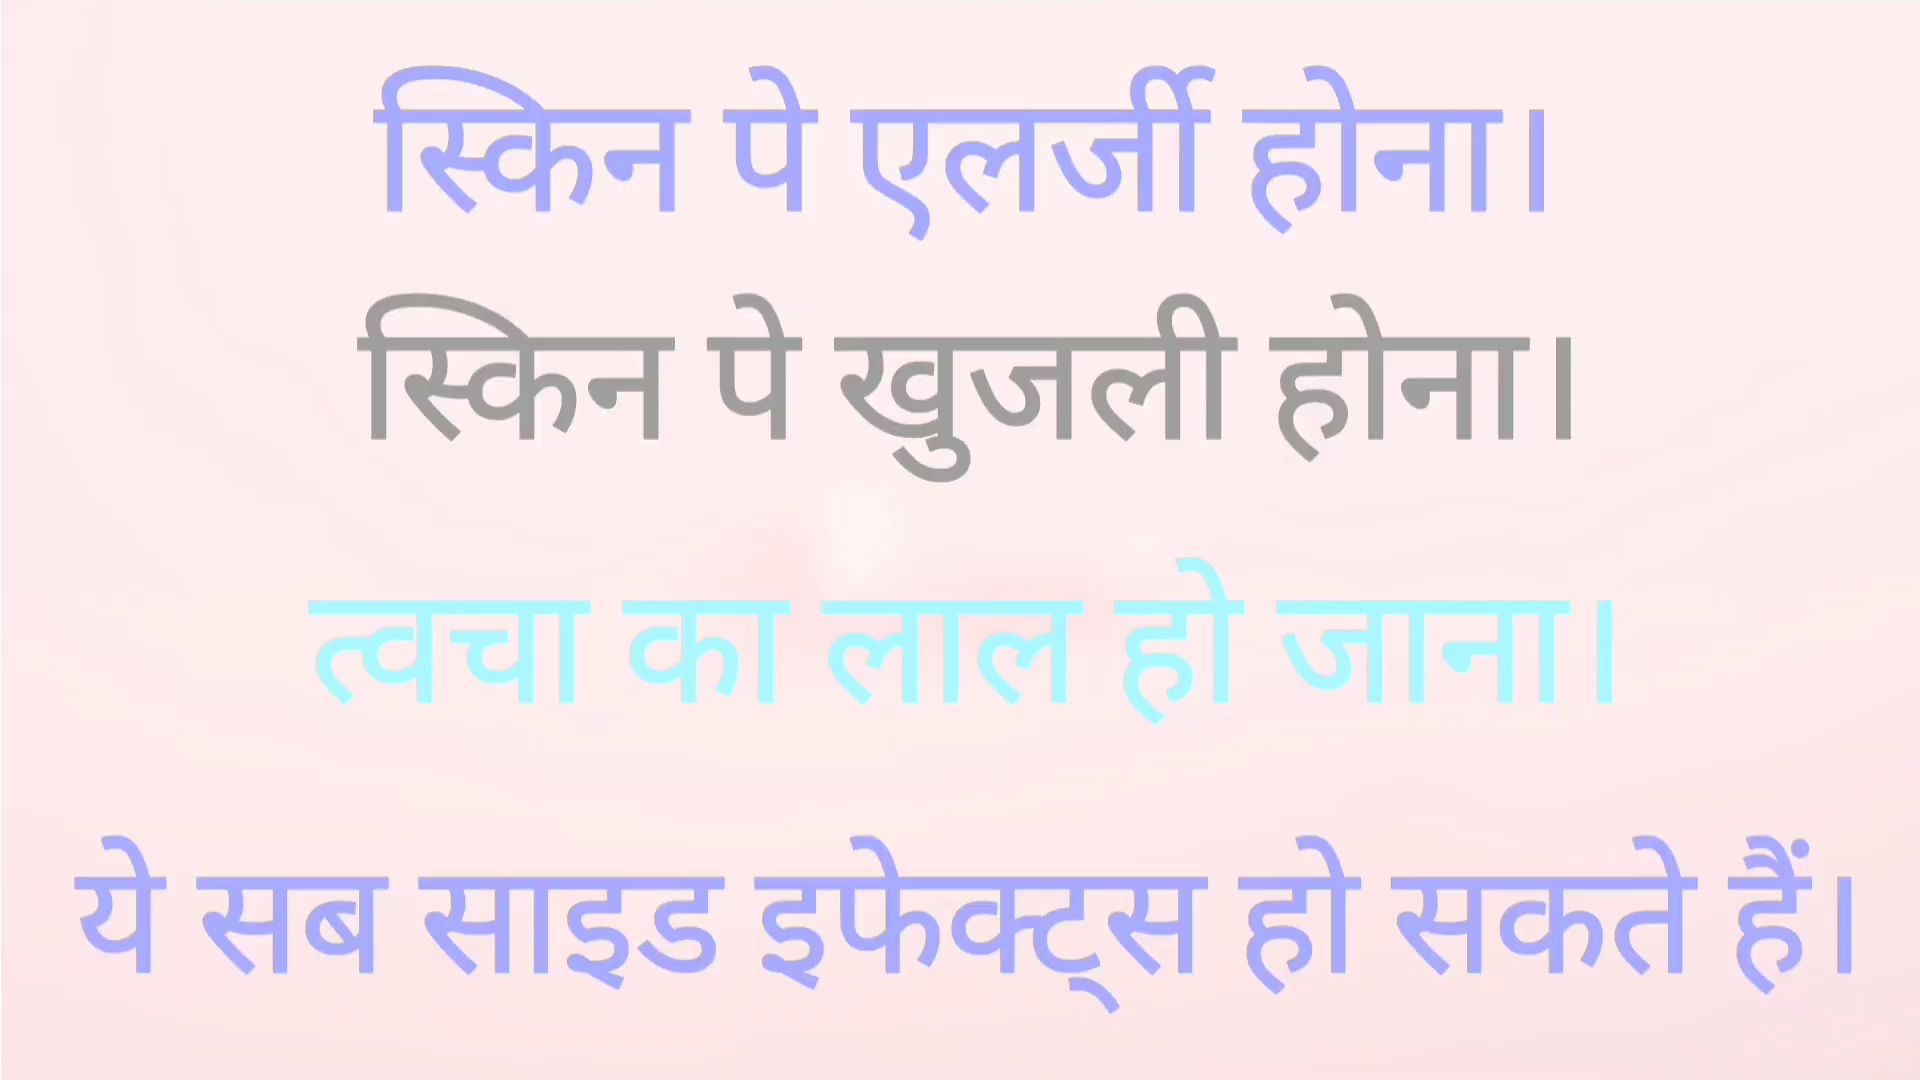 स्किन पे एलर्जी होना।
स्किन पे खुजली होना।
त्वचा का लाल हो जाना।
ये सब साइड इफेक्ट्स हो सकते हैं।